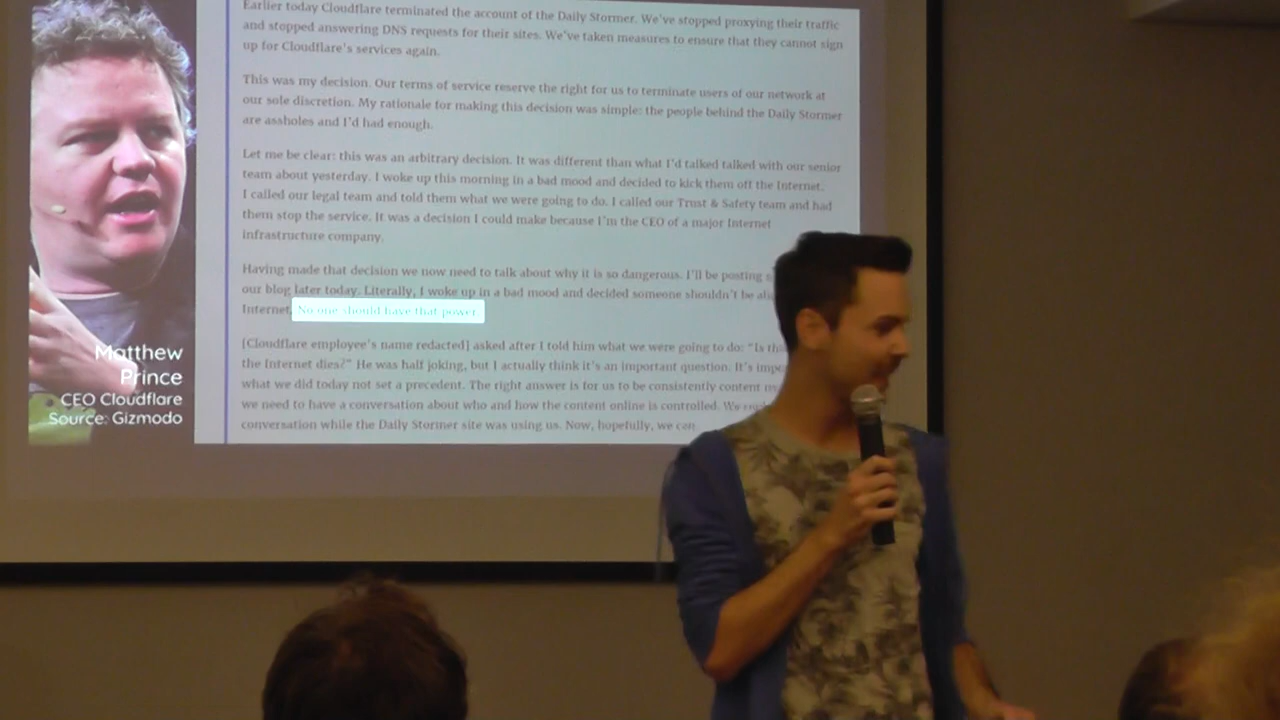 Earlier today Cloudflare terminated the account of the Daily Stormer. We've stopped proxying their traffic
and stopped answering DNS requests for their sites. We've taken measures to ensure that they cannot sign
up for Cloudflare's services again.
This was my decision. Our terms of service reserve the right for us to terminate users of our network at
our sole discretion. My rationale for making this decision was simple: the people behind the Daily Stormer
are assholes and I'd had enough.
Let me be clear: this was an arbitrary decision. It was different than what I'd talked talked with our senior
team about yesterday. I woke up this morning in a bad mood and decided to kick them off the Internet.
I called our legal team and told them what we were going to do. I called our Trust & Safety team and had
them stop the service. It was a decision I could make because I'm the CEO of a major Internet
infrastructure company.
Having made that decision we now need to talk about why it is so dangerous. I'll be posting
our blog later today. Literally, I woke up in a bad mood and decided someone shouldn't be
Internet. No one should have that power.
[Cloudflare employee's name redacted] asked after I told him what we were going to do: "Is
the Internet dies?" He was half joking, but I actually think it's an important question. It's
what we did today not set a precedent. The right answer is for us to be consistently content
we need to have a conversation about who and how the content online is controlled. We
conversation while the Daily Stormer site was using us. Now, hopefully, we can.
Matthew
Prince
CEO Cloudflare
Source: Gizmodo